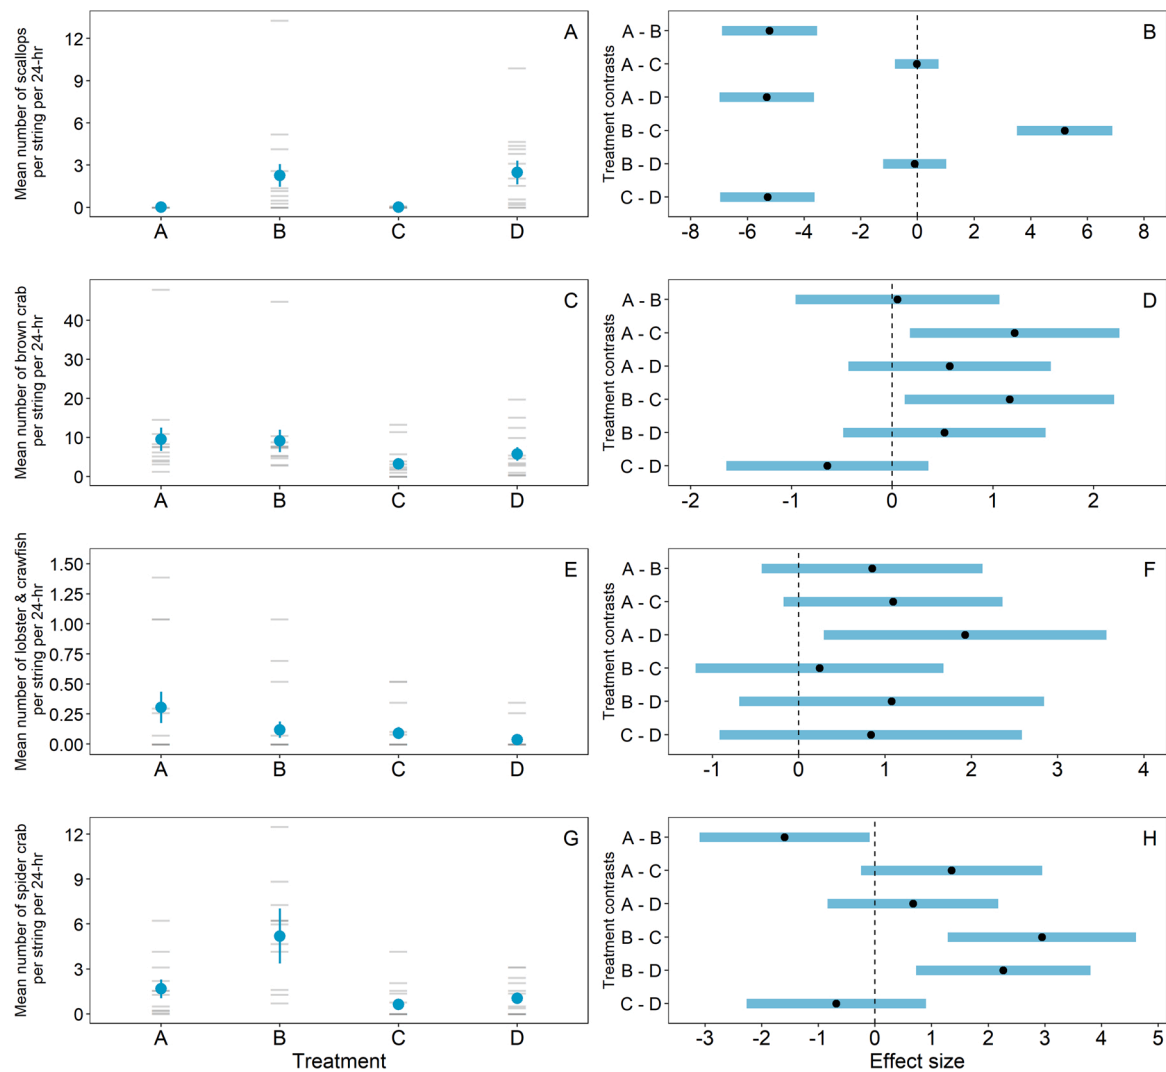 Mean number of scallops
per string per 24-hr
12
9
6
3
0
A
A
B
C
D
Treatment contrasts
A - B
A - C
A - D
B - C
B - D
C - D
B
-8
-6
-4
-2
0
2
4
6
8
Mean number of brown crab
per string per 24-hr
40
30
20
10
0
C
A
B
C
D
Treatment contrasts
A - B
A - C
A - D
B - C
B - D
C - D
D
-2
-1
0
1
2
Mean number of lobster & crawfish
per string per 24-hr
1.50
1.25
1.00
0.75
0.50
0.25
0.00
E
A
B
C
D
Treatment contrasts
A - B
A - C
A - D
B - C
B - D
C - D
F
-1
0
1
2
3
4
Mean number of spider crab
per string per 24-hr
12
9
6
3
0
G
A
B
C
D
Treatment
Treatment contrasts
A - B
A - C
A - D
B - C
B - D
C - D
H
-3
-2
-1
0
1
2
3
4
5
Effect size